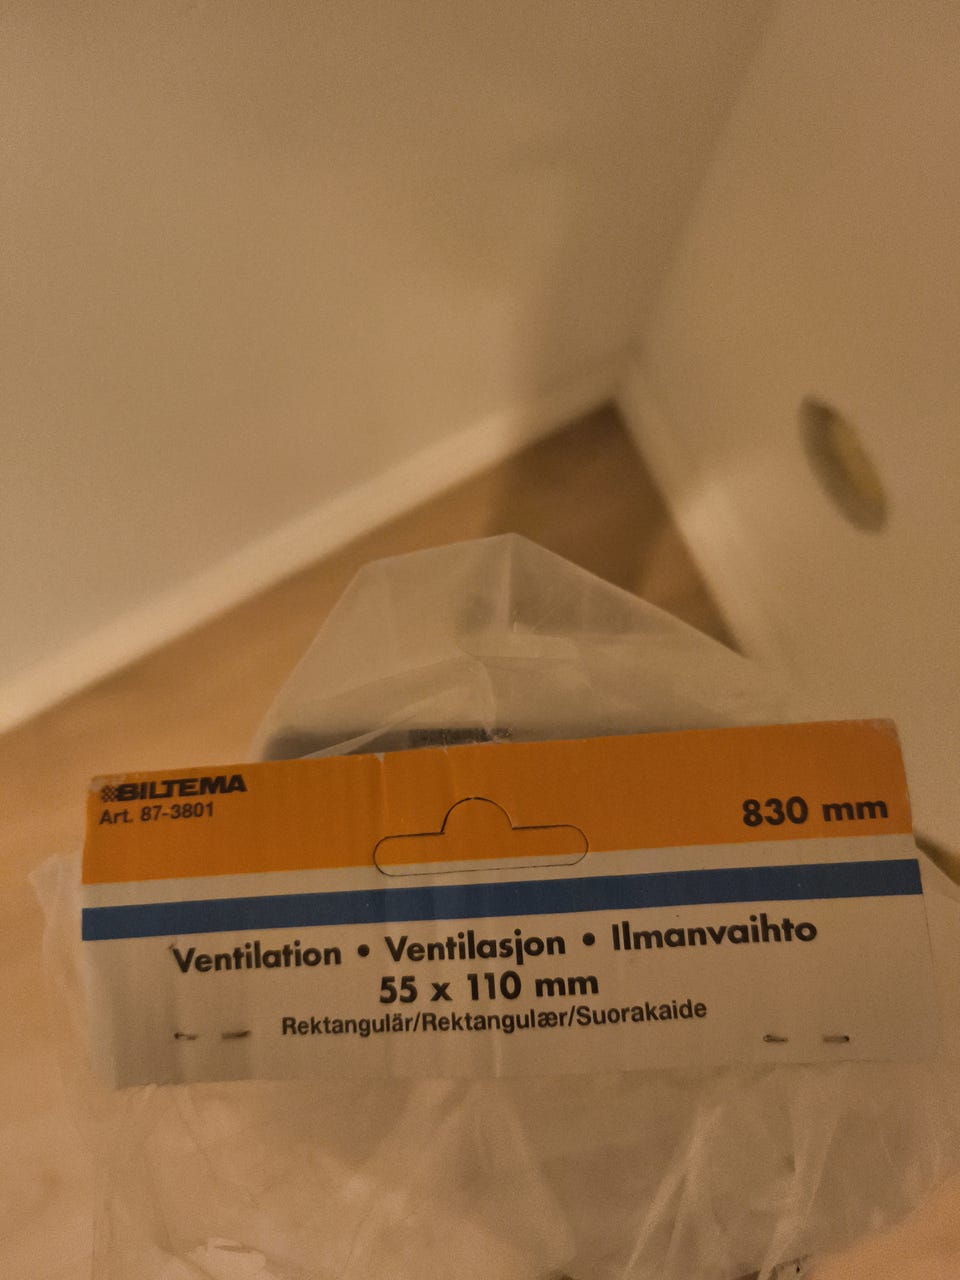 BILTEMA
Art. 87-3801
830 mm
Ventilation • Ventilasjon • Ilmanvaihto
55 x 110 mm
Rektangulär/Rektangulær/Suorakaide